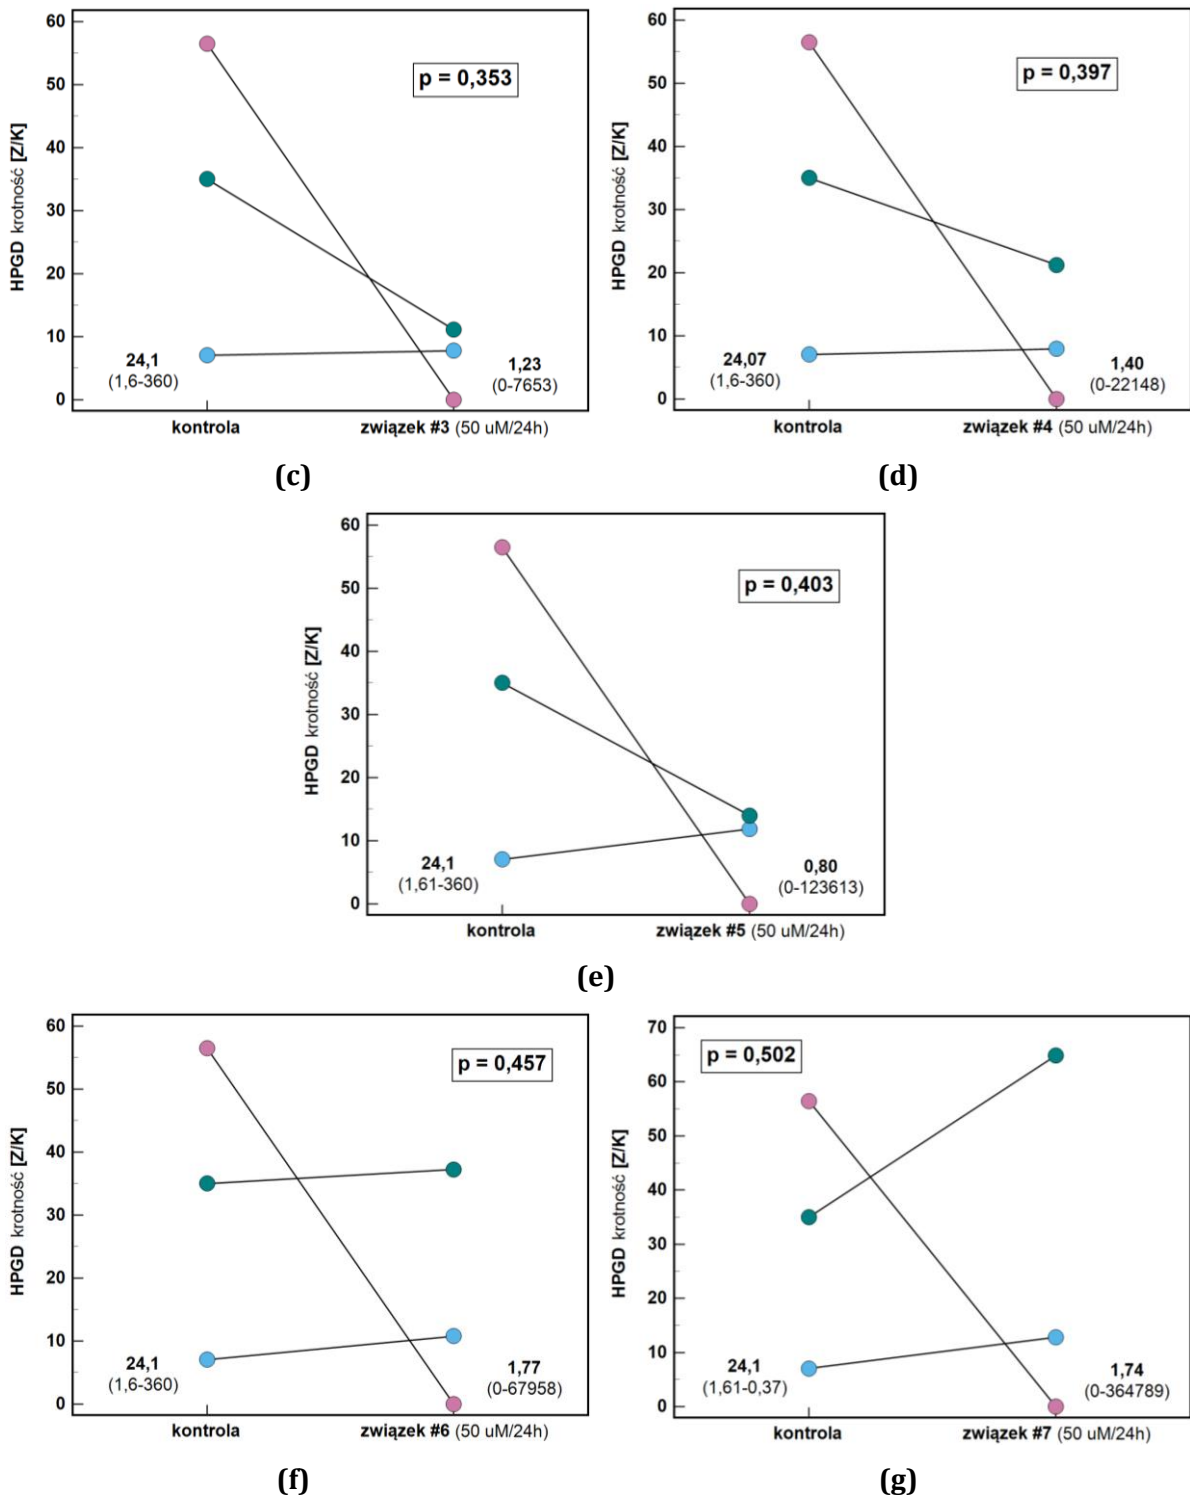 60
50
40
30
20
10
0
HPGD krotność [Z/K]
p = 0,353
24,1
(1,6-360)
1,23
(0-7653)
kontrola
związek #3 (50 uM/24h)
(c)
60
50
40
30
20
10
0
HPGD krotność [Z/K]
p = 0,397
24,07
(1,6-360)
1,40
(0-22148)
kontrola
związek #4 (50 uM/24h)
(d)
60
50
40
30
20
10
0
HPGD krotność [Z/K]
p = 0,403
24,1
(1,61-360)
0,80
(0-123613)
kontrola
związek #5 (50 uM/24h)
(e)
60
50
40
30
20
10
0
HPGD krotność [Z/K]
p = 0,457
24,1
(1,6-360)
1,77
(0-67958)
kontrola
związek #6 (50 uM/24h)
(f)
70
60
50
40
30
20
10
0
HPGD krotność [Z/K]
p = 0,502
24,1
(1,61-0,37)
1,74
(0-364789)
kontrola
związek #7 (50 uM/24h)
(g)